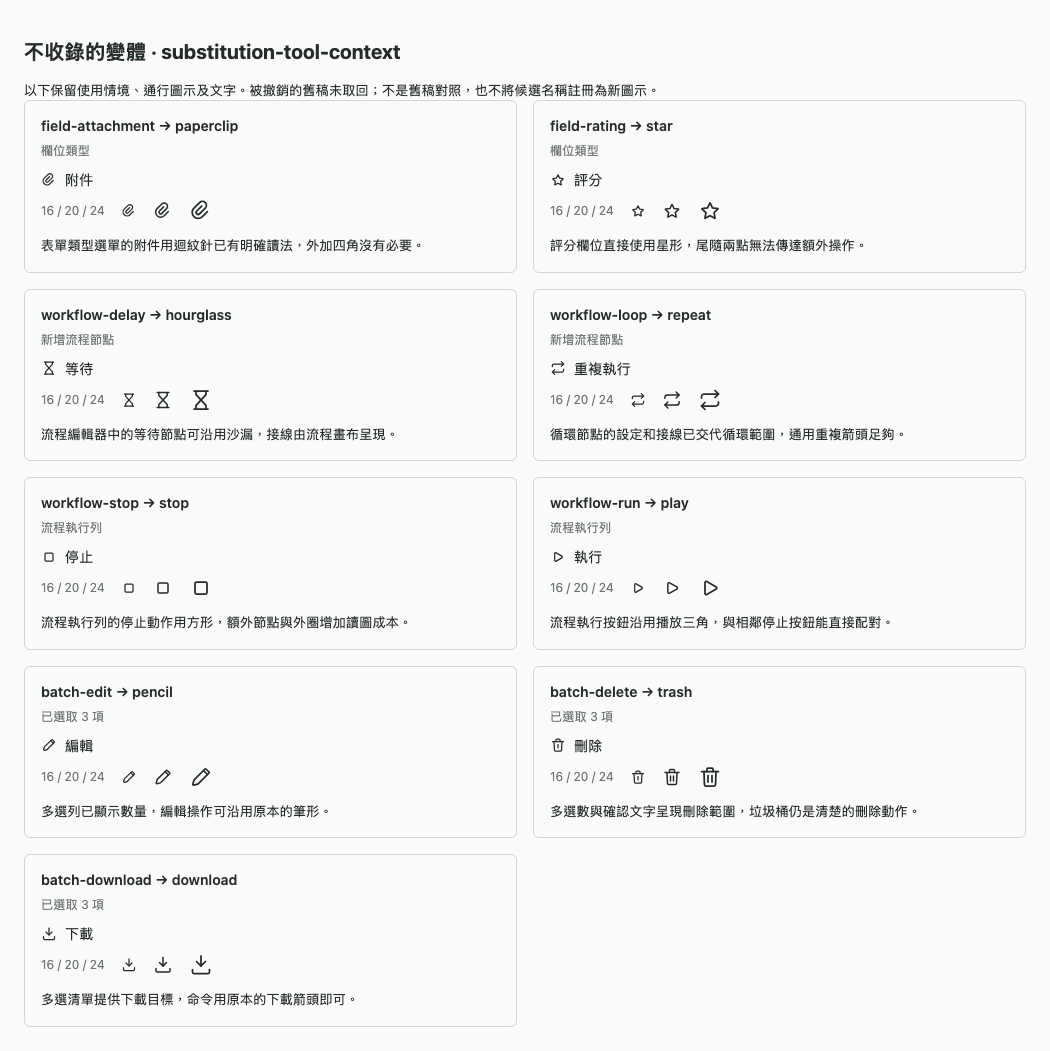 不收錄的變體 · substitution-tool-context
以下保留使用情境、通行圖示及文字。被撤銷的舊稿未取回；不是舊稿對照，也不將候選名稱註冊為新圖示。
field-attachment → paperclip
欄位類型
附件
16 / 20 / 24
表單類型選單的附件用迴紋針已有明確讀法，外加四角沒有必要。
field-rating → star
欄位類型
評分
16 / 20 / 24
評分欄位直接使用星形，尾隨兩點無法傳達額外操作。
workflow-delay → hourglass
新增流程節點
等待
16 / 20 / 24
流程編輯器中的等待節點可沿用沙漏，接線由流程畫布呈現。
workflow-loop → repeat
新增流程節點
重複執行
16 / 20 / 24
循環節點的設定和接線已交代循環範圍，通用重複箭頭足夠。
workflow-stop → stop
流程執行列
停止
16 / 20 / 24
流程執行列的停止動作用方形，額外節點與外圈增加讀圖成本。
workflow-run → play
流程執行列
執行
16 / 20 / 24
流程執行按鈕沿用播放三角，與相鄰停止按鈕能直接配對。
batch-edit → pencil
已選取 3 項
編輯
16 / 20 / 24
多選列已顯示數量，編輯操作可沿用原本的筆形。
batch-delete → trash
已選取 3 項
刪除
16 / 20 / 24
多選數與確認文字呈現刪除範圍，垃圾桶仍是清楚的刪除動作。
batch-download → download
已選取 3 項
下載
16 / 20 / 24
多選清單提供下載目標，命令用原本的下載箭頭即可。